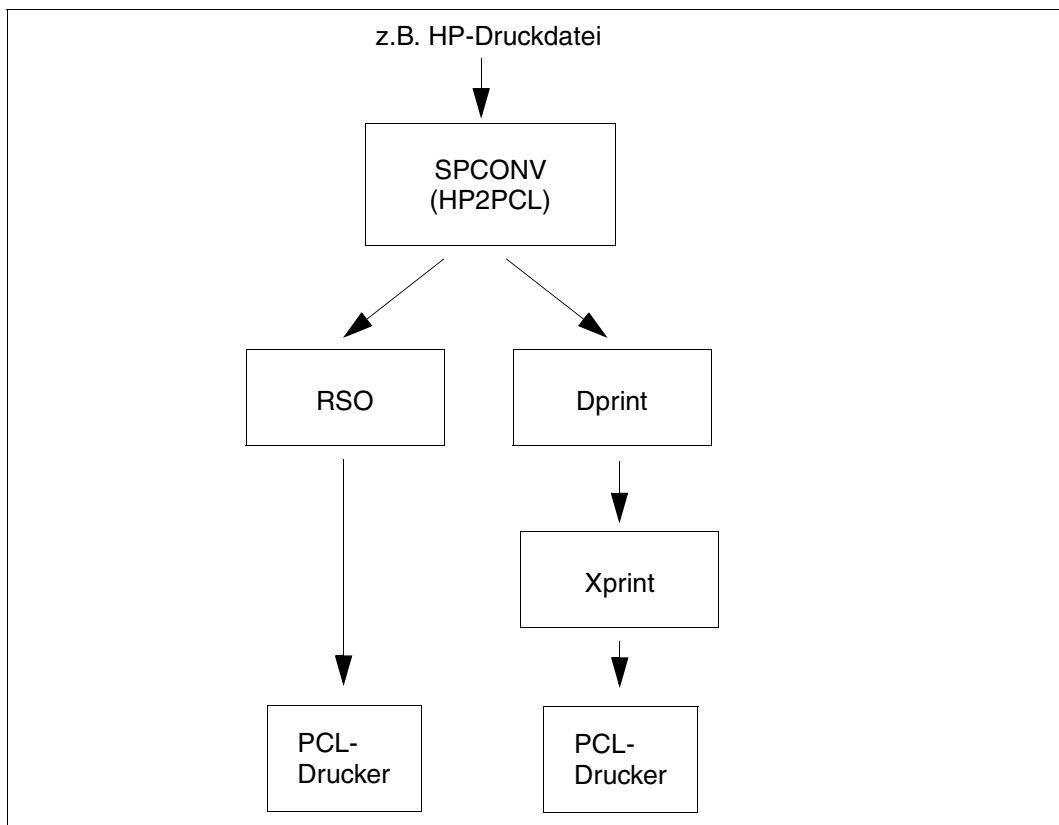 z.B. HP-Druckdatei
SPCONV
(HP2PCL)
RSO
Dprint
Xprint
PCL-
Drucker
PCL-
Drucker